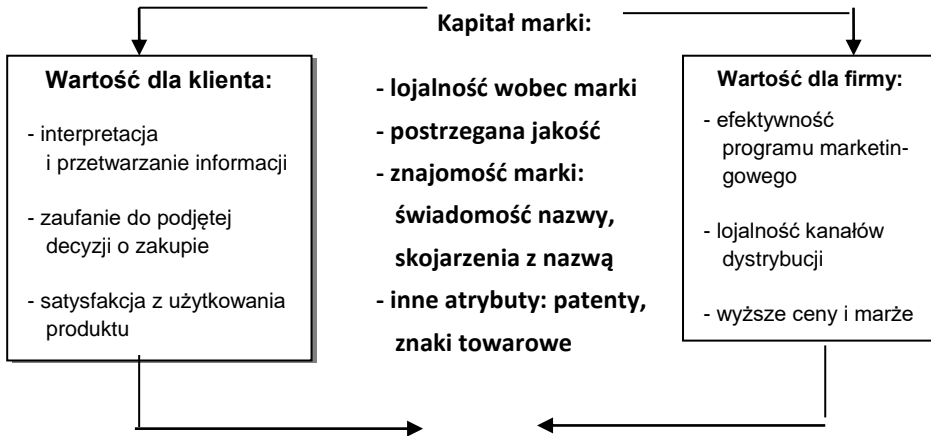 Kapitał marki:
Wartość dla klienta:
- interpretacja
i przetwarzanie informacji
- zaufanie do podjętej
decyzji o zakupie
- satysfakcja z użytkowania
produktu
- lojalność wobec marki
- postrzegana jakość
- znajomość marki:
świadomość nazwy,
skojarzenia z nazwą
- inne atrybuty: patenty,
znaki towarowe
Wartość dla firmy:
- efektywność
programu marketin-
gowego
- lojalność kanałów
dystrybucji
- wyższe ceny i marże